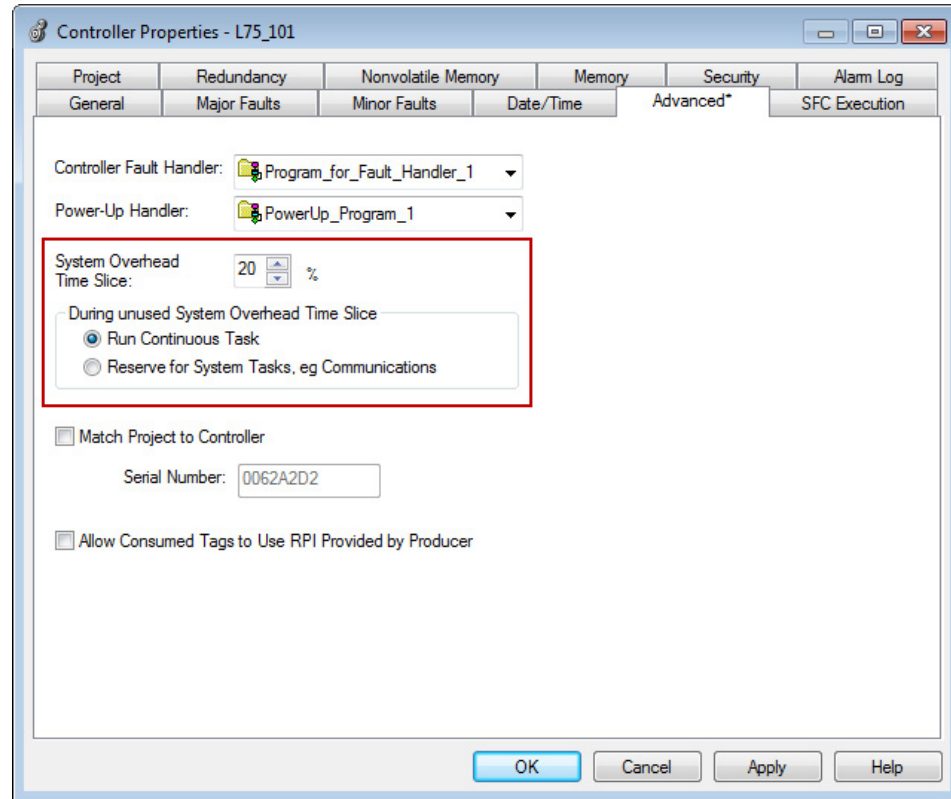 Controller Properties - L75_101
Project Redundancy Nonvolatile Memory Memory Security Alarm Log
General Major Faults Minor Faults Date/Time Advanced* SFC Execution
Controller Fault Handler: Program_for_Fault_Handler_1
Power-Up Handler: PowerUp_Program_1
System Overhead
Time Slice: 20 %
During unused System Overhead Time Slice
Run Continuous Task
Reserve for System Tasks, eg Communications
Match Project to Controller
Serial Number: 0062A2D2
Allow Consumed Tags to Use RPI Provided by Producer
OK Cancel Apply Help